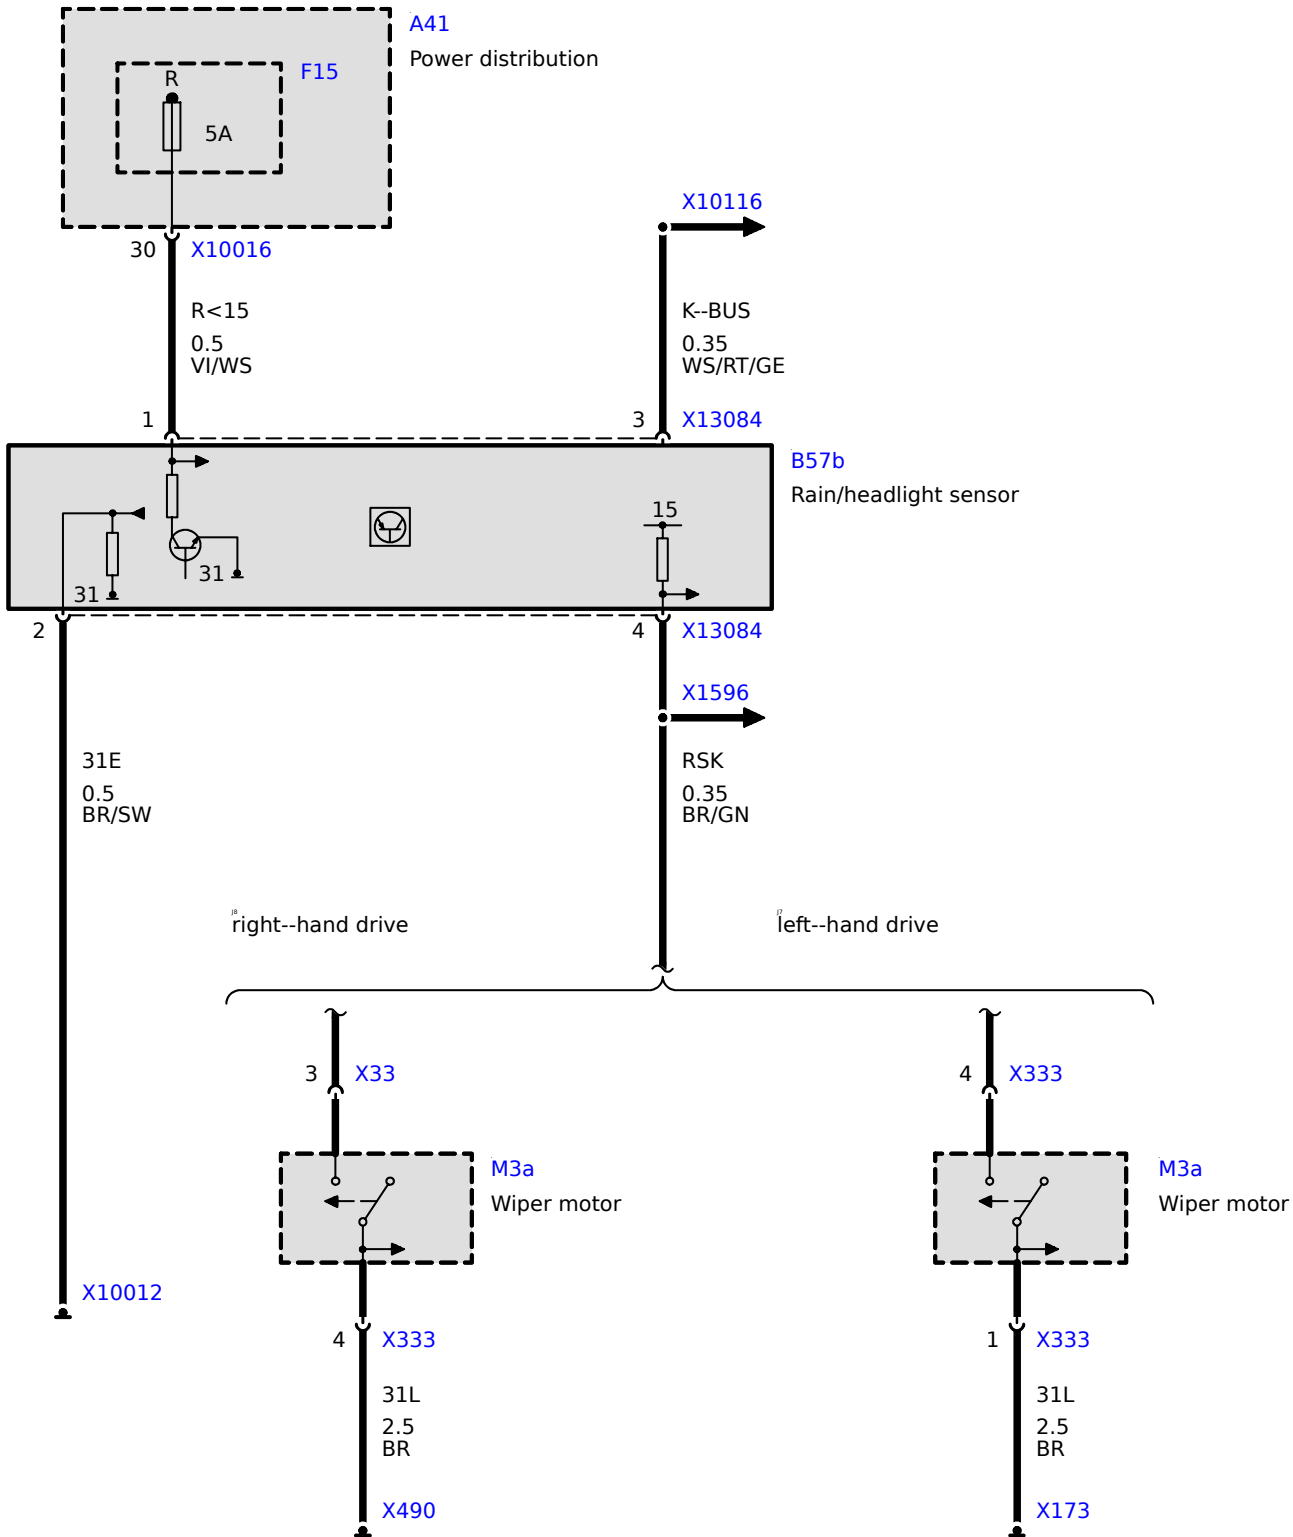 A41
Power distribution
F15
R
5A
X10116
30 X10016
R<15
0.5
VI/WS
K--BUS
0.35
WS/RT/GE
1
3 X13084
B57b
Rain/headlight sensor
15
31
31
2
4 X13084
X1596
31E
0.5
BR/SW
RSK
0.35
BR/GN
J8
right--hand drive
J7
left--hand drive
3 X33
4 X333
M3a
Wiper motor
M3a
Wiper motor
X10012
4 X333
1 X333
31L
2.5
BR
31L
2.5
BR
X490
X173